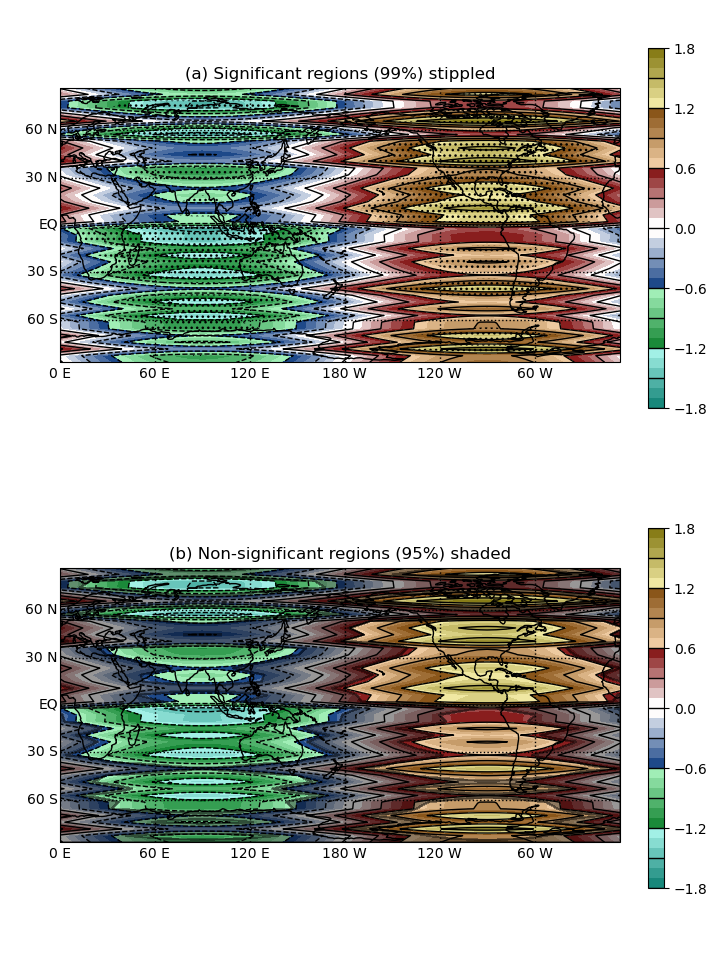 (a) Significant regions (99%) stippled
1.8
1.2
0.6
0.0
−0.6
−1.2
−1.8
60 N
30 N
EQ
30 S
60 S
0 E
60 E
120 E
180 W
120 W
60 W
(b) Non-significant regions (95%) shaded
1.8
1.2
0.6
0.0
−0.6
−1.2
−1.8
60 N
30 N
EQ
30 S
60 S
0 E
60 E
120 E
180 W
120 W
60 W